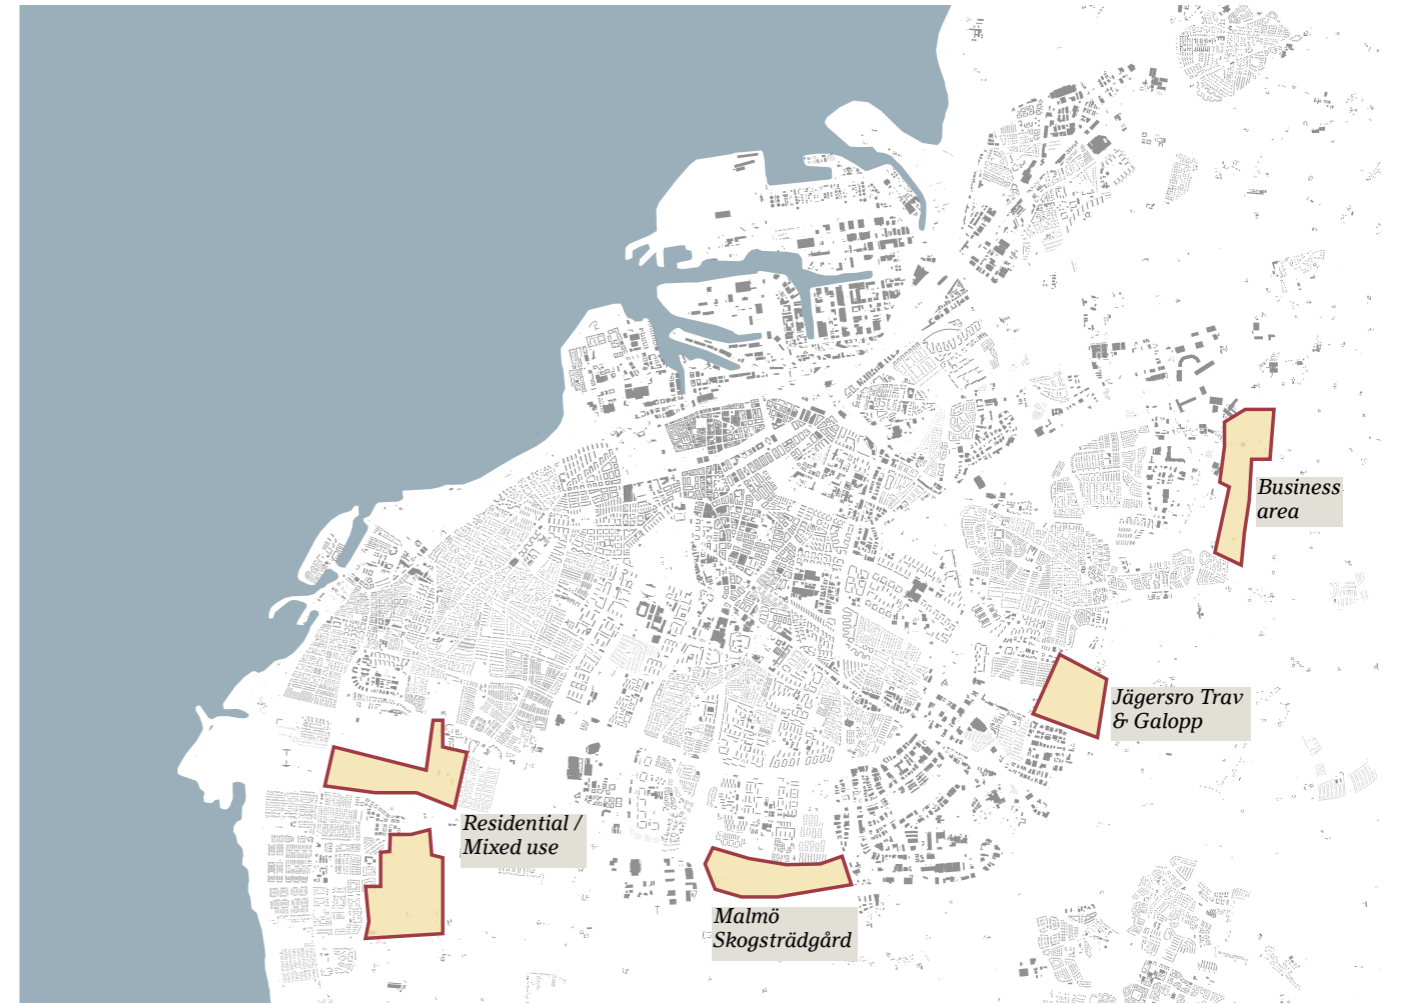 Business
area
Jägersro Trav
& Galopp
Residential /
Mixed use
Malmö
Skogsträdgård